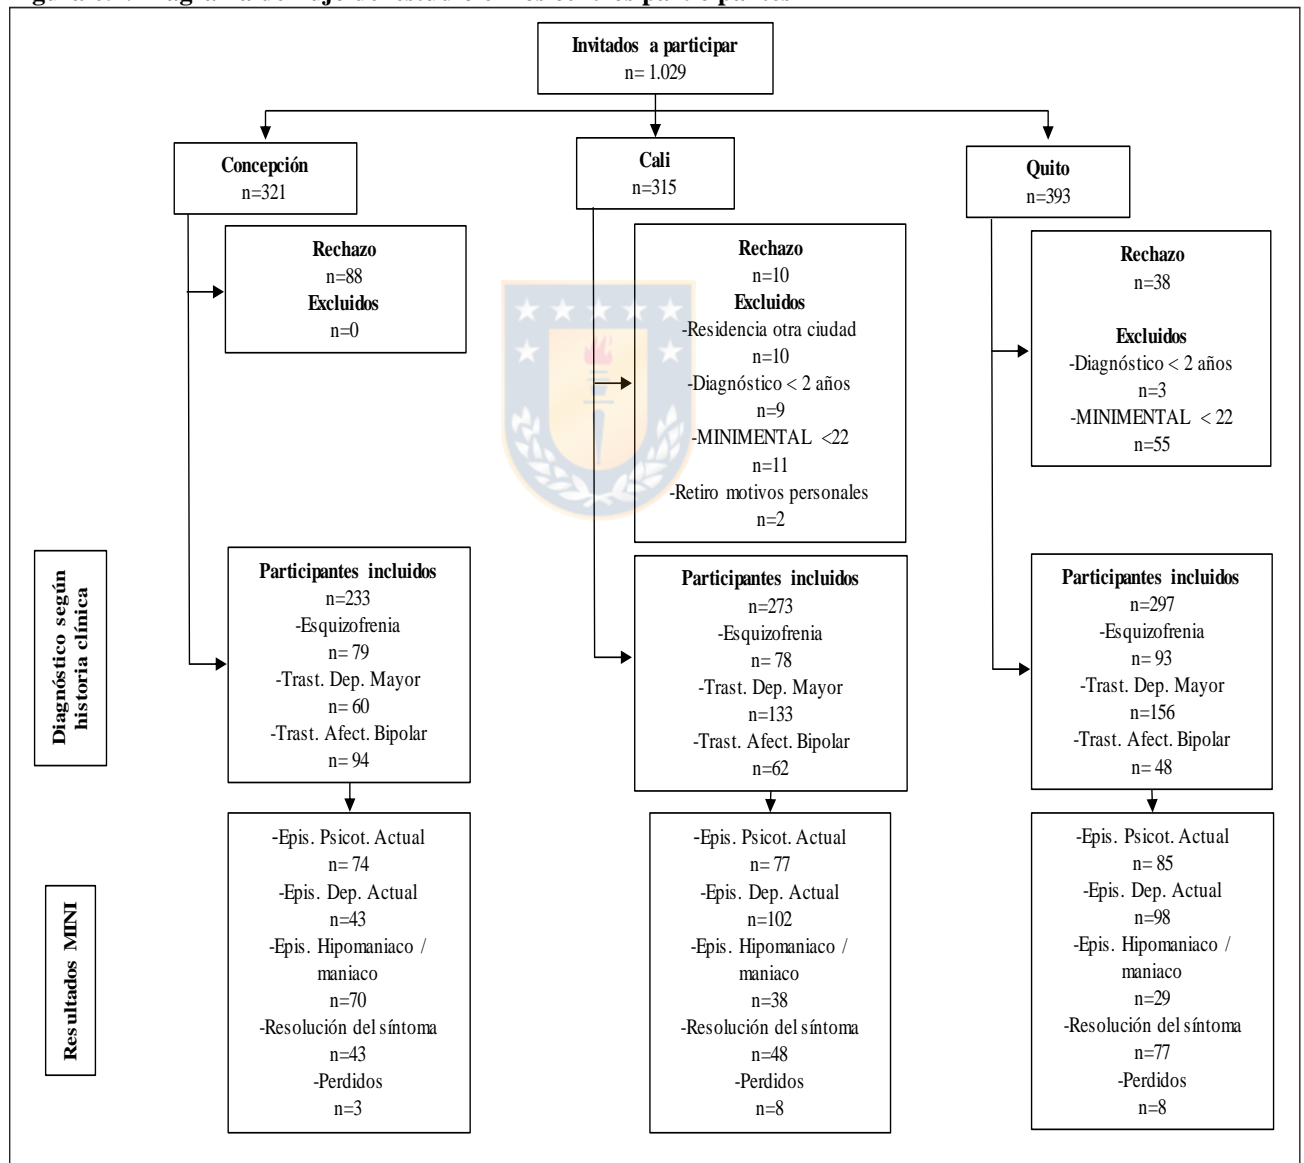 Invitados a participar
n= 1.029
Concepción
n=321
Cali
n=315
Quito
n=393
Rechazo
n=88
Excluidos
n=0
Rechazo
n=10
Excluidos
-Residencia otra ciudad
n=10
-Diagnóstico < 2 años
n=9
-MINIMENTAL <22
n=11
-Retiro motivos personales
n=2
Rechazo
n=38
Excluidos
-Diagnóstico < 2 años
n=3
-MINIMENTAL < 22
n=55
Diagnóstico según
historia clínica
Participantes incluidos
n=233
-Esquizofrenia
n= 79
-Trast. Dep. Mayor
n= 60
-Trast. Afect. Bipolar
n= 94
Participantes incluidos
n=273
-Esquizofrenia
n= 78
-Trast. Dep. Mayor
n=133
-Trast. Afect. Bipolar
n=62
Participantes incluidos
n=297
-Esquizofrenia
n= 93
-Trast. Dep. Mayor
n=156
-Trast. Afect. Bipolar
n= 48
Resultados MINI
-Epis. Psicot. Actual
n= 74
-Epis. Dep. Actual
n=43
-Epis. Hipomaniaco /
maniaco
n=70
-Resolución del síntoma
n=43
-Perdidos
n=3
-Epis. Psicot. Actual
n= 77
-Epis. Dep. Actual
n=102
-Epis. Hipomaniaco /
maniaco
n=38
-Resolución del síntoma
n=48
-Perdidos
n=8
-Epis. Psicot. Actual
n= 85
-Epis. Dep. Actual
n=98
-Epis. Hipomaniaco /
maniaco
n=29
-Resolución del síntoma
n=77
-Perdidos
n=8